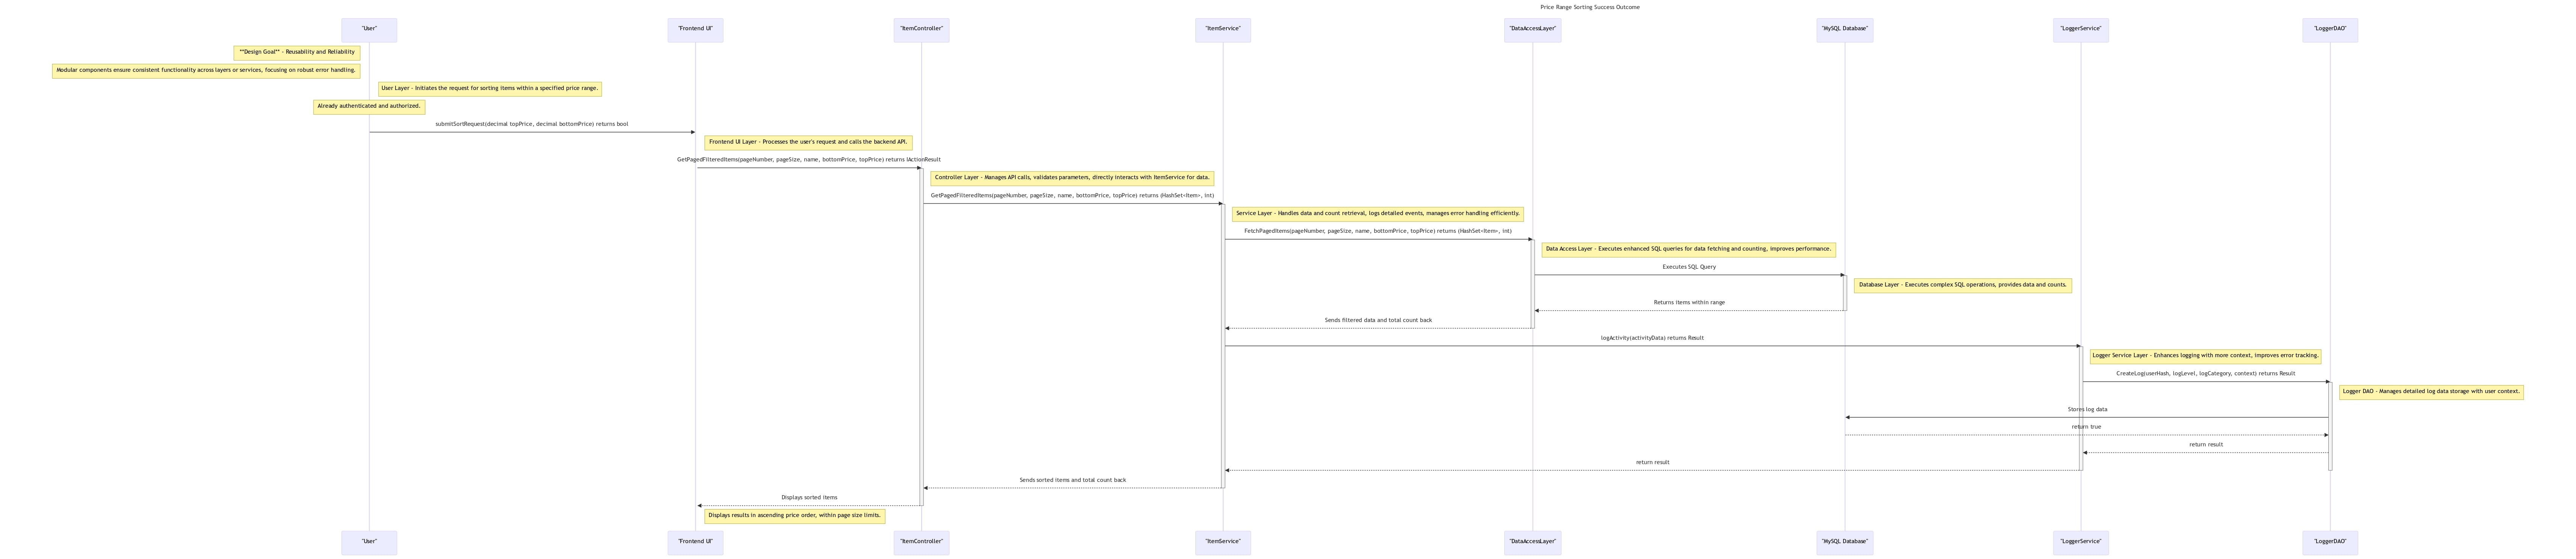 Price Range Sorting Success Outcome
"User"
"Frontend UI"
"ItemController"
"ItemService"
"DataAccessLayer"
"MySQL Database"
"LoggerService"
"LoggerDAO"
**Design Goal** - Reusability and Reliability
Modular components ensure consistent functionality across layers or services, focusing on robust error handling.
User Layer - Initiates the request for sorting items within a specified price range.
Already authenticated and authorized.
submitSortRequest(decimal topPrice, decimal bottomPrice) returns bool
Frontend UI Layer - Processes the user's request and calls the backend API.
GetPagedFilteredItems(pageNumber, pageSize, name, bottomPrice, topPrice) returns IActionResult
Controller Layer - Manages API calls, validates parameters, directly interacts with ItemService for data.
GetPagedFilteredItems(pageNumber, pageSize, name, bottomPrice, topPrice) returns (HashSet<Item>, int)
Service Layer - Handles data and count retrieval, logs detailed events, manages error handling efficiently.
FetchPagedItems(pageNumber, pageSize, name, bottomPrice, topPrice) returns (HashSet<Item>, int)
Data Access Layer - Executes enhanced SQL queries for data fetching and counting, improves performance.
Executes SQL Query
Database Layer - Executes complex SQL operations, provides data and counts.
Returns items within range
Sends filtered data and total count back
logActivity(activityData) returns Result
Logger Service Layer - Enhances logging with more context, improves error tracking.
CreateLog(userHash, logLevel, logCategory, context) returns Result
Logger DAO - Manages detailed log data storage with user context.
Stores log data
return true
return result
return result
Sends sorted items and total count back
Displays sorted items
Displays results in ascending price order, within page size limits.
"User"
"Frontend UI"
"ItemController"
"ItemService"
"DataAccessLayer"
"MySQL Database"
"LoggerService"
"LoggerDAO"